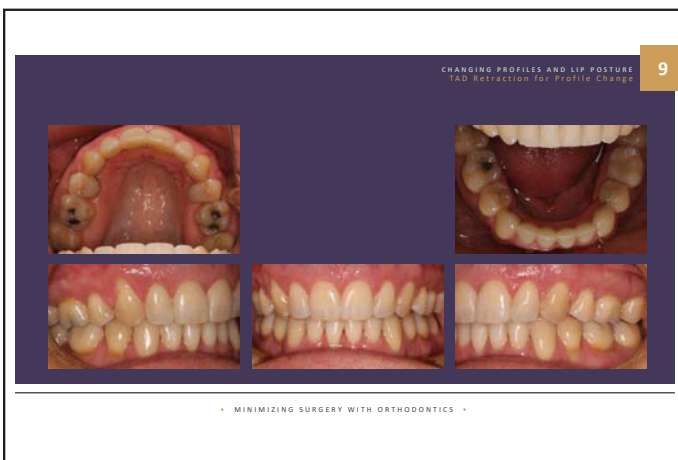 CHANGING PROFILES AND LIP POSTURE
TAD Retraction for Profile Change
9
• MINIMIZING SURGERY WITH ORTHODONTICS •